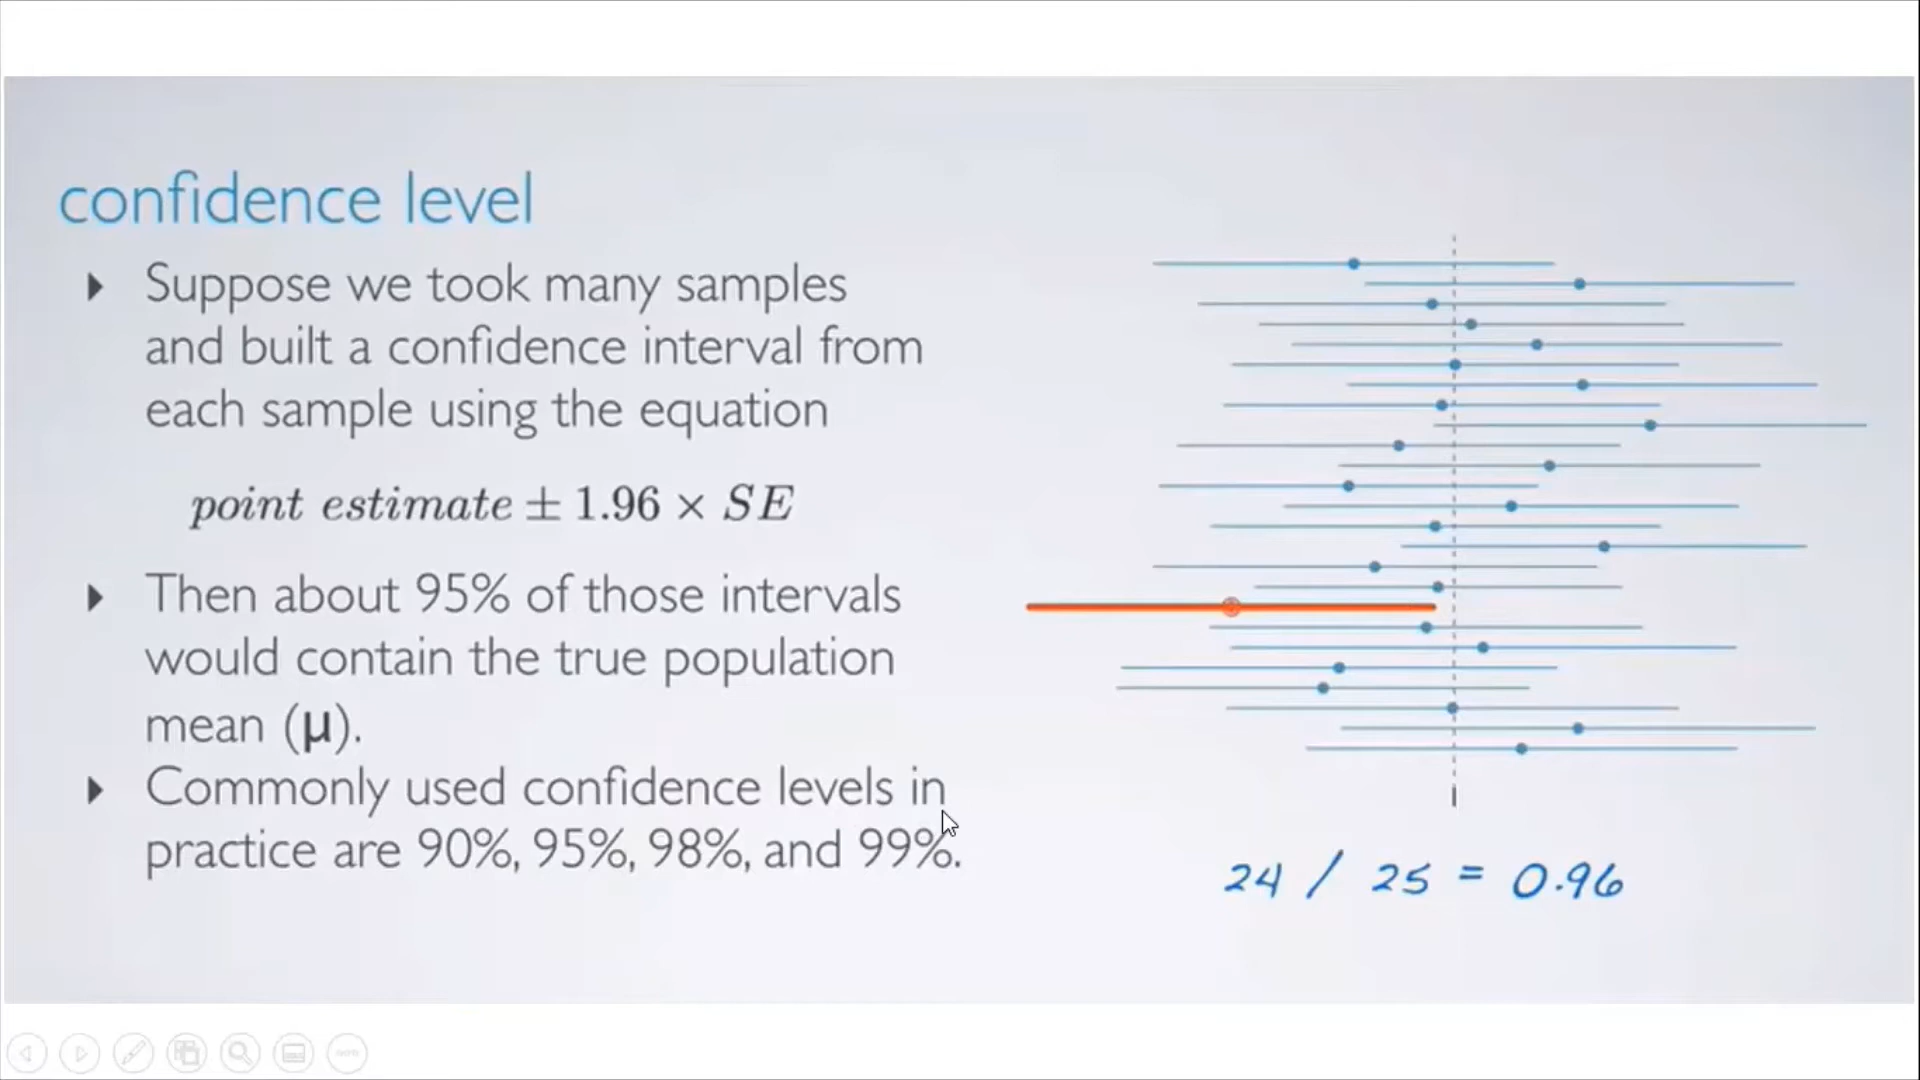 confidence level
Suppose we took many samples
and built a confidence interval from
each sample using the equation
point estimate ± 1.96 × SE
Then about 95% of those intervals
would contain the true population
mean (μ).
Commonly used confidence levels in
practice are 90%, 95%, 98%, and 99%.
24 / 25 = 0.96